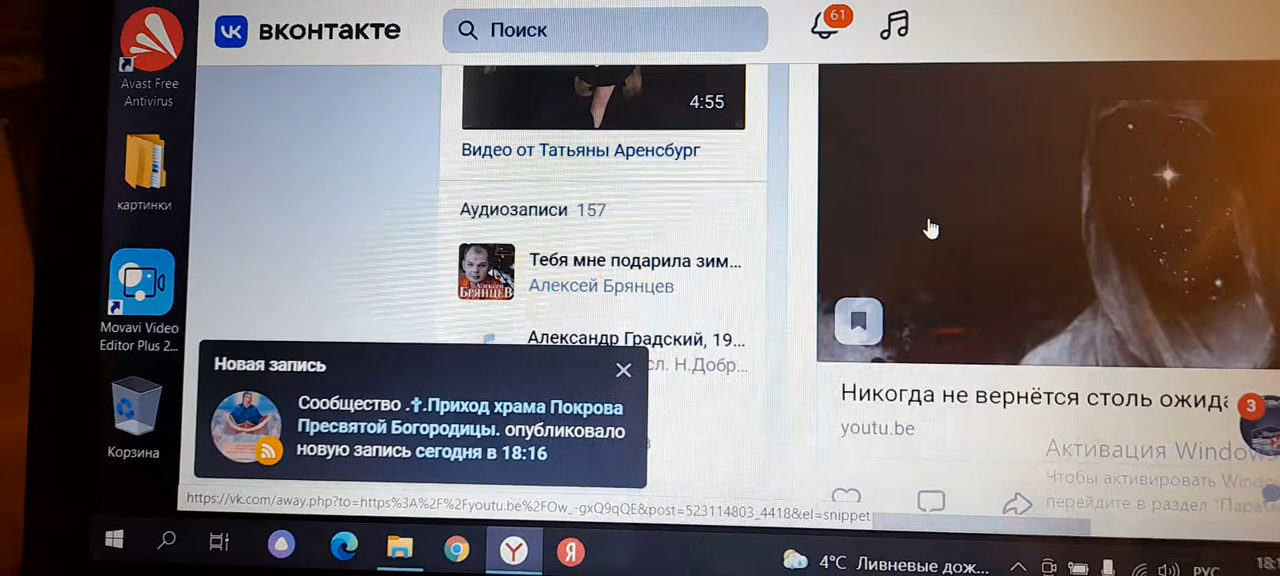 Avast Free
Antivirus
картинки
Movavi Video
Editor Plus 2...
Корзина
вконтакте
Поиск
61
4:55
Видео от Татьяны Аренсбург
Аудиозаписи 157
Тебя мне подарила зим...
Алексей Брянцев
БРЯНЦЕВ
Александр Градский, 19...
сл. Н.Добр...
Новая запись
Сообщество .†.Приход храма Покрова
Пресвятой Богородицы. опубликовало
новую запись сегодня в 18:16
Никогда не вернётся столь ожида
youtu.be
3
Активация Windows
Чтобы активировать Windo
перейдите в раздел "Пара
https://vk.com/away.php?to=https%3A%2F%2Fyoutu.be%2FOw_-gxQ9qQE&post=523114803_4418&el=snippet
4°C Ливневые дож...
РУС
18: